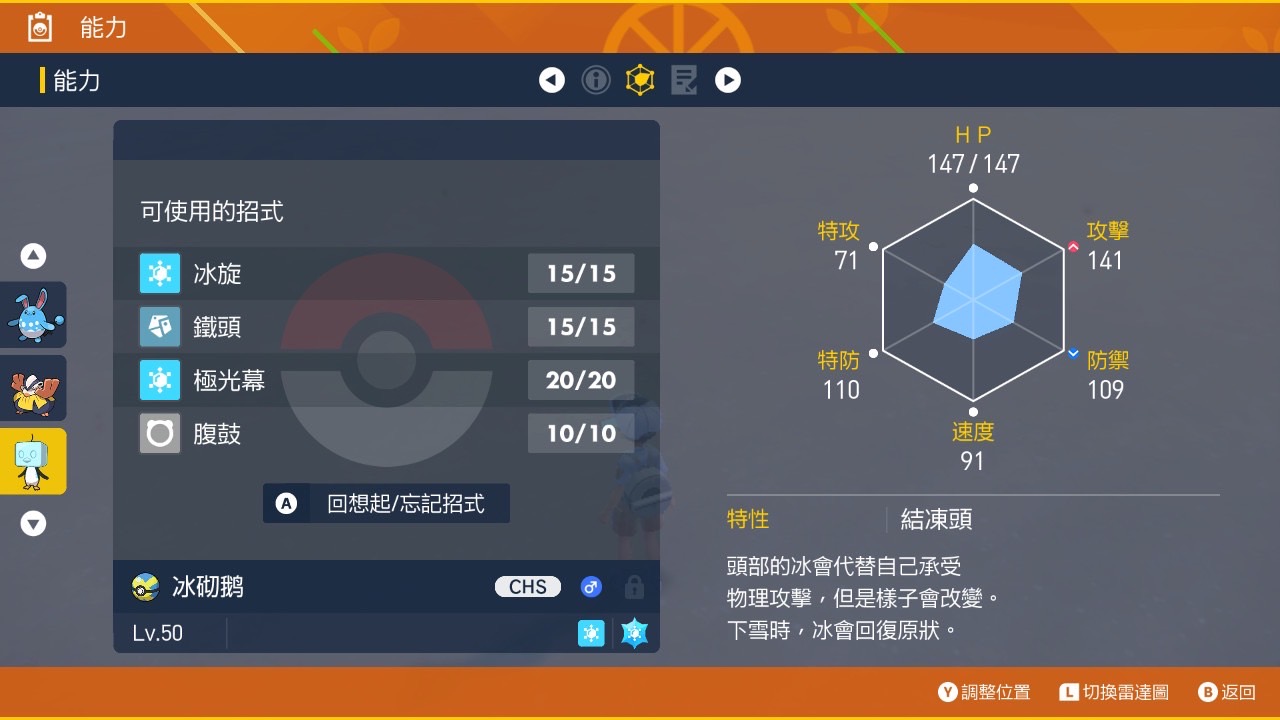 能力
能力
可使用的招式
冰旋 15/15
鐵頭 15/15
極光幕 20/20
腹鼓 10/10
A 回想起/忘記招式
冰砌鹅 CHS
Lv.50
HP
147/147
特攻
71
攻擊
141
特防
110
防禦
109
速度
91
特性 結凍頭
頭部的冰會代替自己承受
物理攻擊，但是樣子會改變。
下雪時，冰會回復原狀。
Y 調整位置 L 切換雷達圖 B 返回